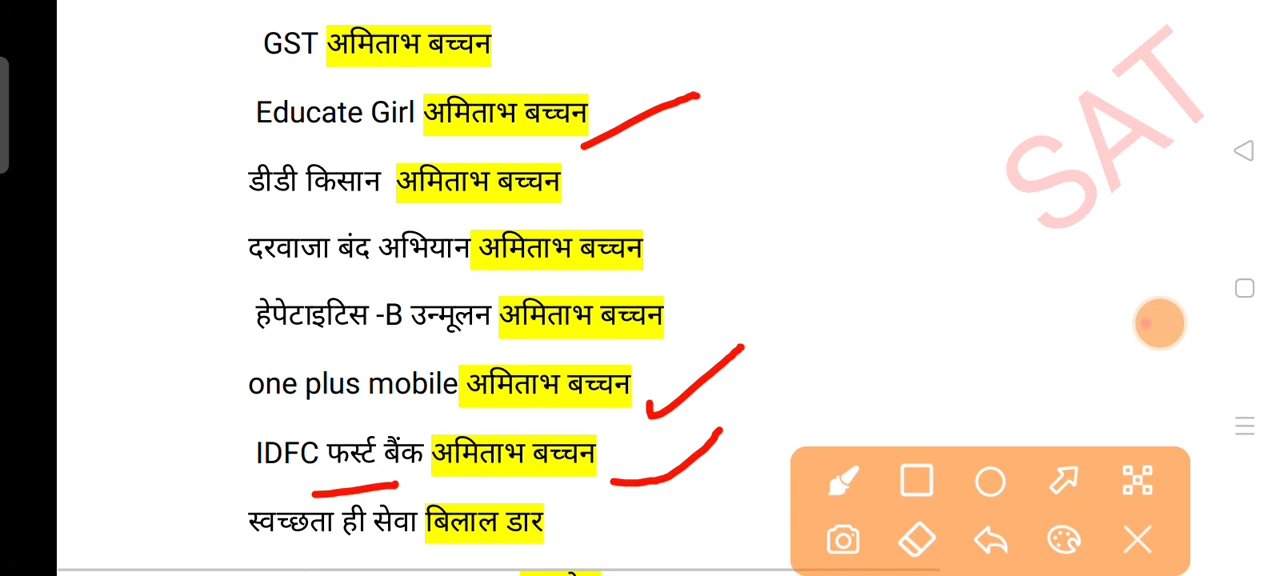 GST अमिताभ बच्चन
Educate Girl अमिताभ बच्चन
डीडी किसान अमिताभ बच्चन
दरवाजा बंद अभियान अमिताभ बच्चन
हेपेटाइटिस -B उन्मूलन अमिताभ बच्चन
one plus mobile अमिताभ बच्चन
IDFC फर्स्ट बैंक अमिताभ बच्चन
स्वच्छता ही सेवा बिलाल डार
SAT